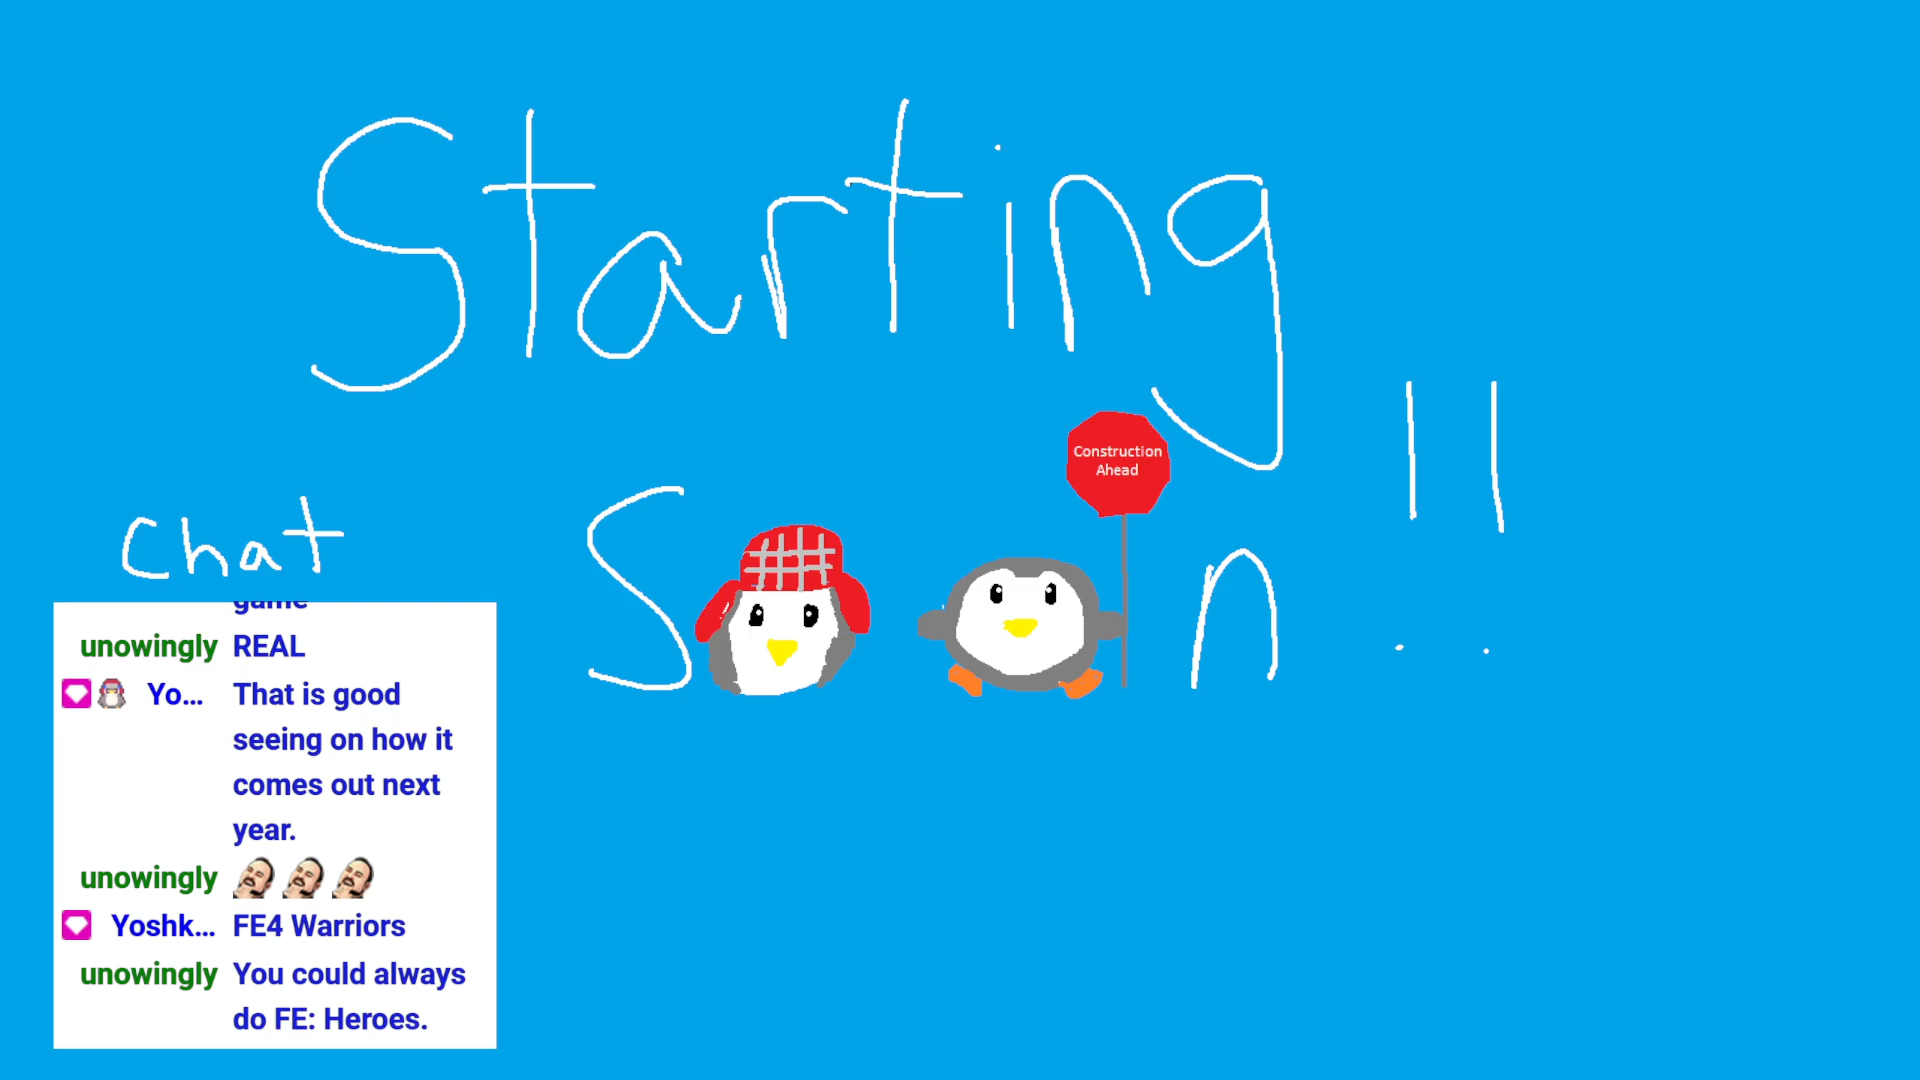 Starting
Soon!!
Construction
Ahead
Chat
game
unowingly REAL
Yo... That is good
seeing on how it
comes out next
year.
unowingly
Yoshk... FE4 Warriors
unowingly You could always
do FE: Heroes.